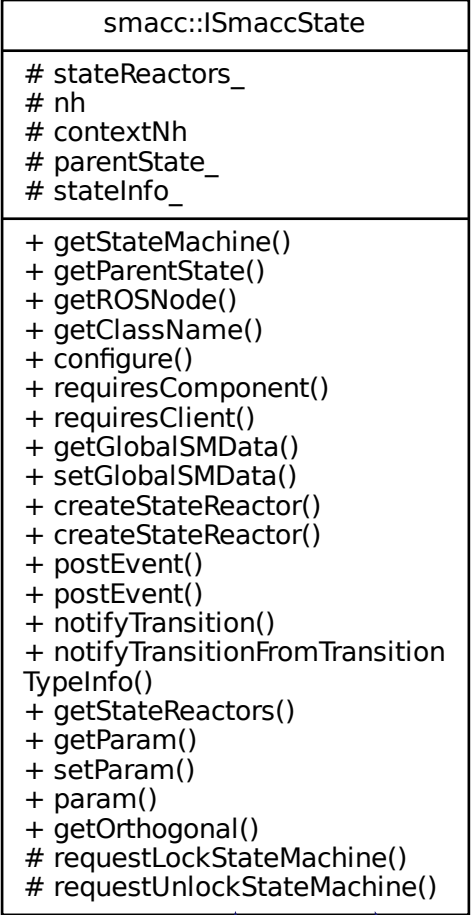 smacc::ISmaccState
# stateReactors_
# nh
# contextNh
# parentState_
# stateInfo_
+ getStateMachine()
+ getParentState()
+ getROSNode()
+ getClassName()
+ configure()
+ requiresComponent()
+ requiresClient()
+ getGlobalSMData()
+ setGlobalSMData()
+ createStateReactor()
+ createStateReactor()
+ postEvent()
+ postEvent()
+ notifyTransition()
+ notifyTransitionFromTransition
TypeInfo()
+ getStateReactors()
+ getParam()
+ setParam()
+ param()
+ getOrthogonal()
# requestLockStateMachine()
# requestUnlockStateMachine()